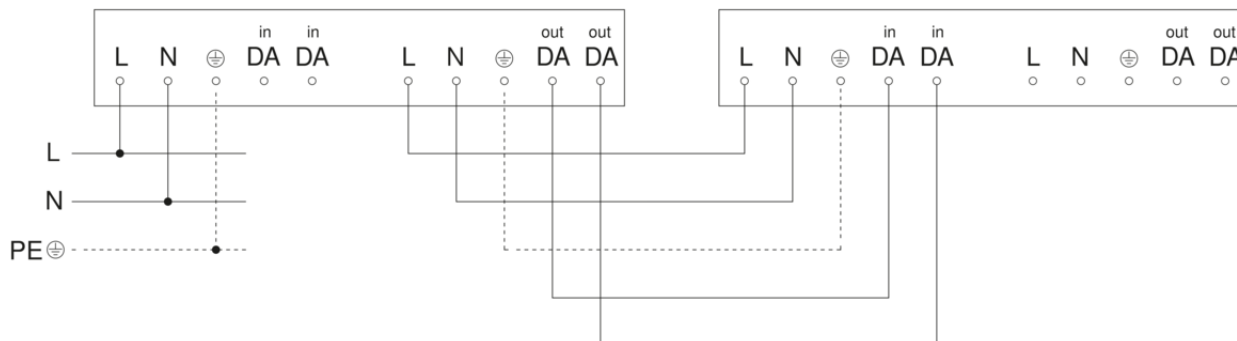 in in out out in in out out
L N ⏚ DA DA L N ⏚ DA DA L N ⏚ DA DA L N ⏚ DA DA
L
N
PE ⏚